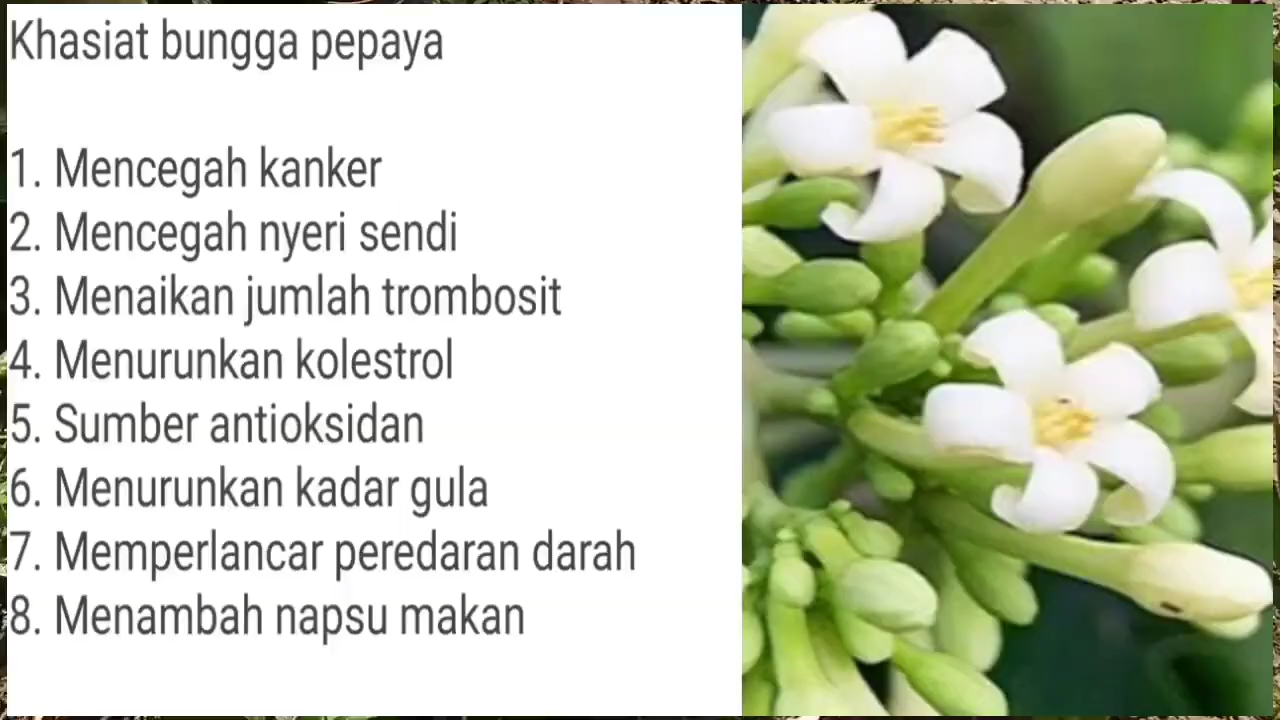 Khasiat bungga pepaya
1. Mencegah kanker
2. Mencegah nyeri sendi
3. Menaikan jumlah trombosit
4. Menurunkan kolestrol
5. Sumber antioksidan
6. Menurunkan kadar gula
7. Memperlancar peredaran darah
8. Menambah napsu makan